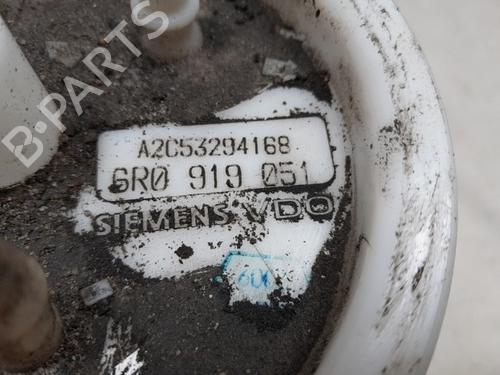 B-PARTS
A2C53294168
6R0 919 051
SIEMENS VDO